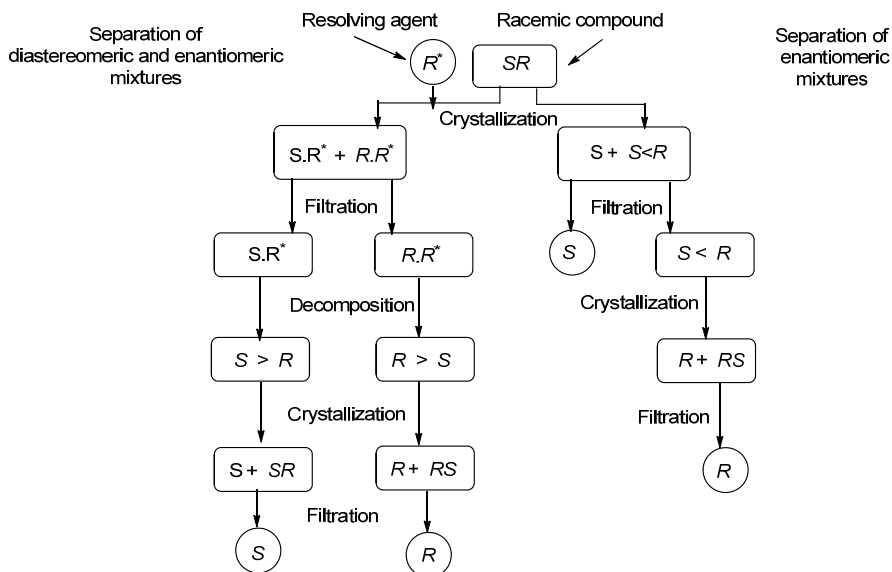 Resolving agent
Racemic compound
Separation of
diastereomeric and enantiomeric
mixtures
Separation of
enantiomeric
mixtures
R*
SR
Crystallization
S.R* + R.R*
S + S<R
Filtration
Filtration
S.R*
R.R*
S
S < R
Decomposition
Crystallization
S > R
R > S
R + RS
Crystallization
Filtration
S + SR
R + RS
R
Filtration
S
R